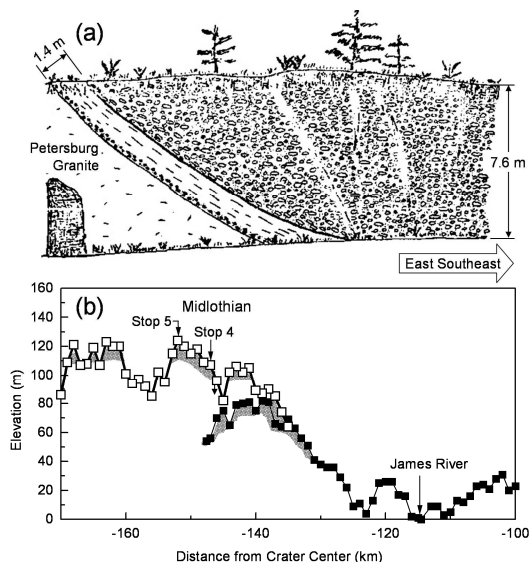 (a)
1.4 m
Petersburg
Granite
7.6 m
East Southeast
(b)
160
140
120
100
80
60
40
20
0
Elevation (m)
Stop 5
Midlothian
Stop 4
James River
-160
-140
-120
-100
Distance from Crater Center (km)